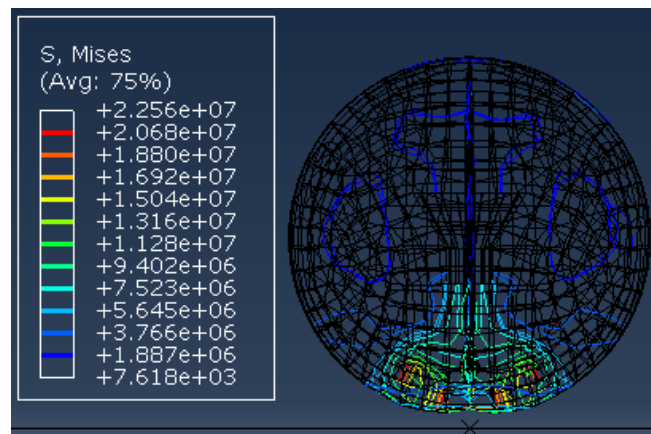 S, Mises
(Avg: 75%)
+2.256e+07
+2.068e+07
+1.880e+07
+1.692e+07
+1.504e+07
+1.316e+07
+1.128e+07
+9.402e+06
+7.523e+06
+5.645e+06
+3.766e+06
+1.887e+06
+7.618e+03